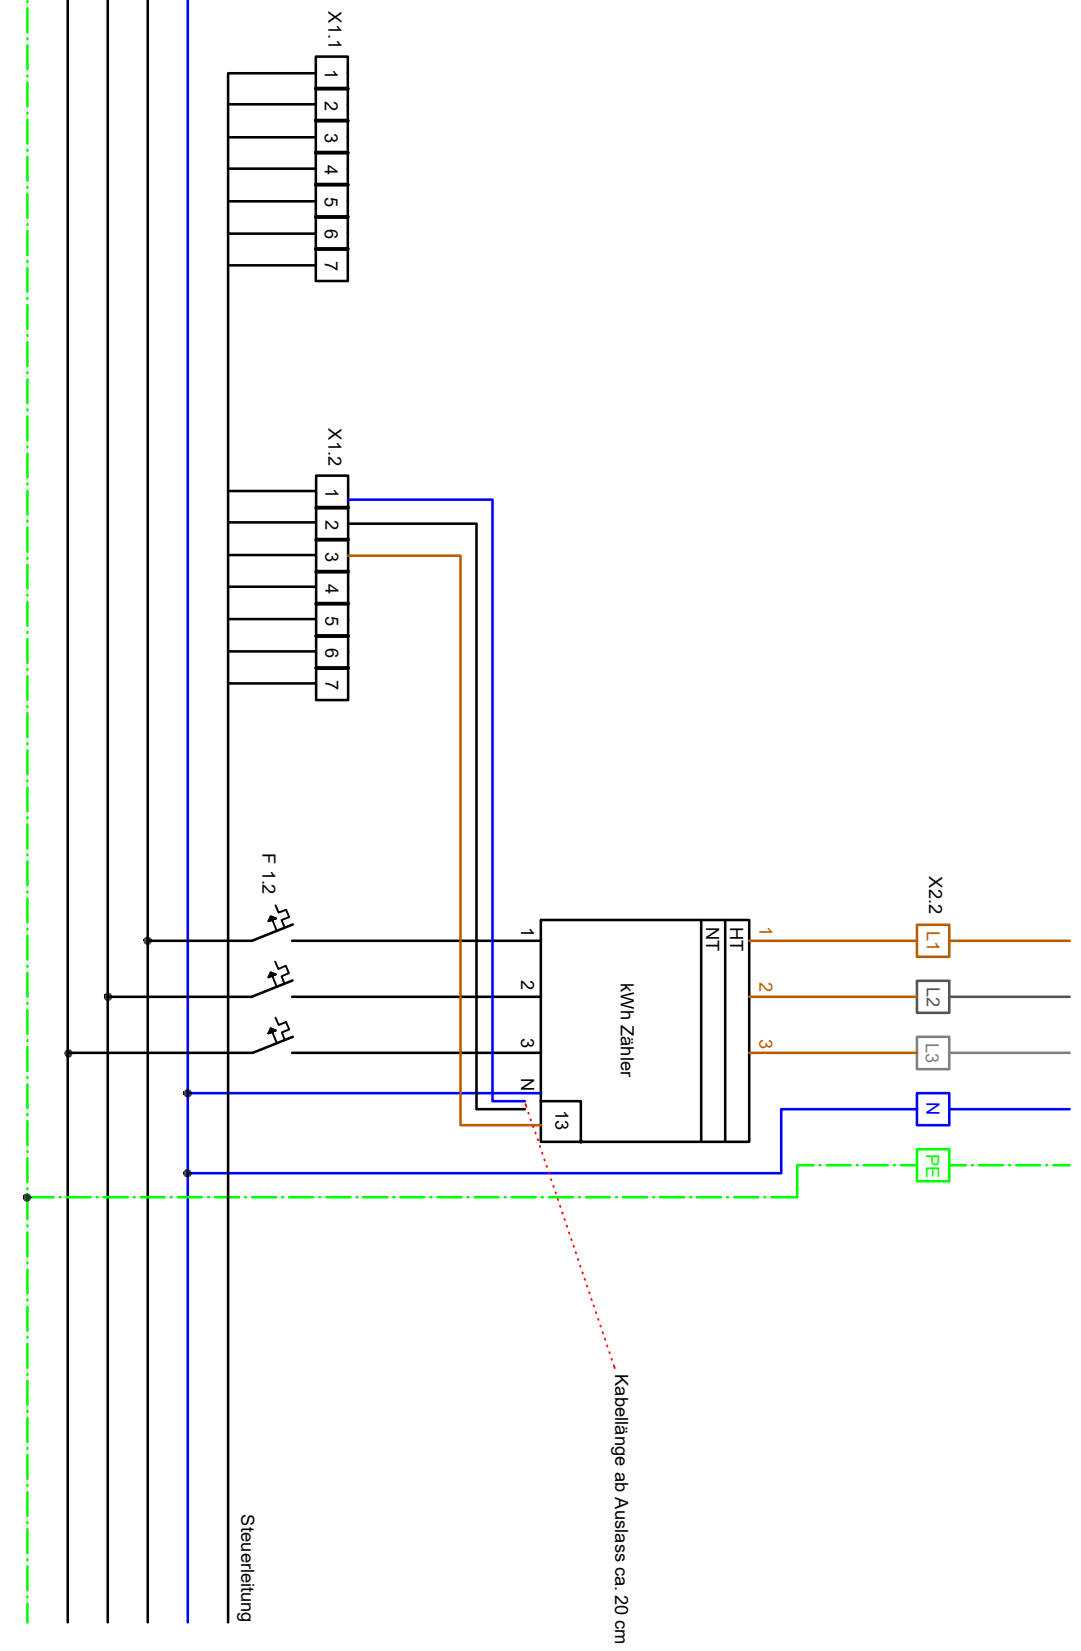 X1.1
1
2
3
4
5
6
7
X1.2
1
2
3
4
5
6
7
F 1.2
1
2
3
N
13
kWh Zähler
NT
HT
1
2
3
X2.2
L1
L2
L3
N
PE
Kabellänge ab Auslass ca. 20 cm
Steuerleitung